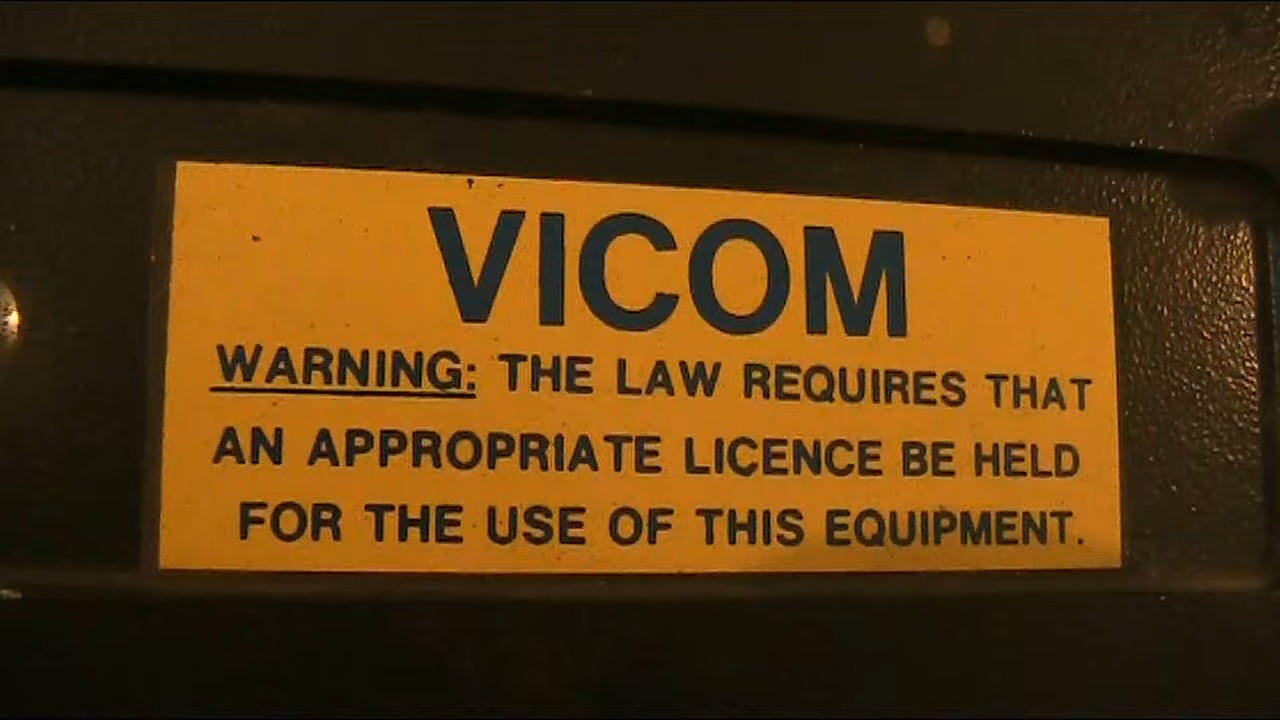 VICOM
WARNING: THE LAW REQUIRES THAT
AN APPROPRIATE LICENCE BE HELD
FOR THE USE OF THIS EQUIPMENT.